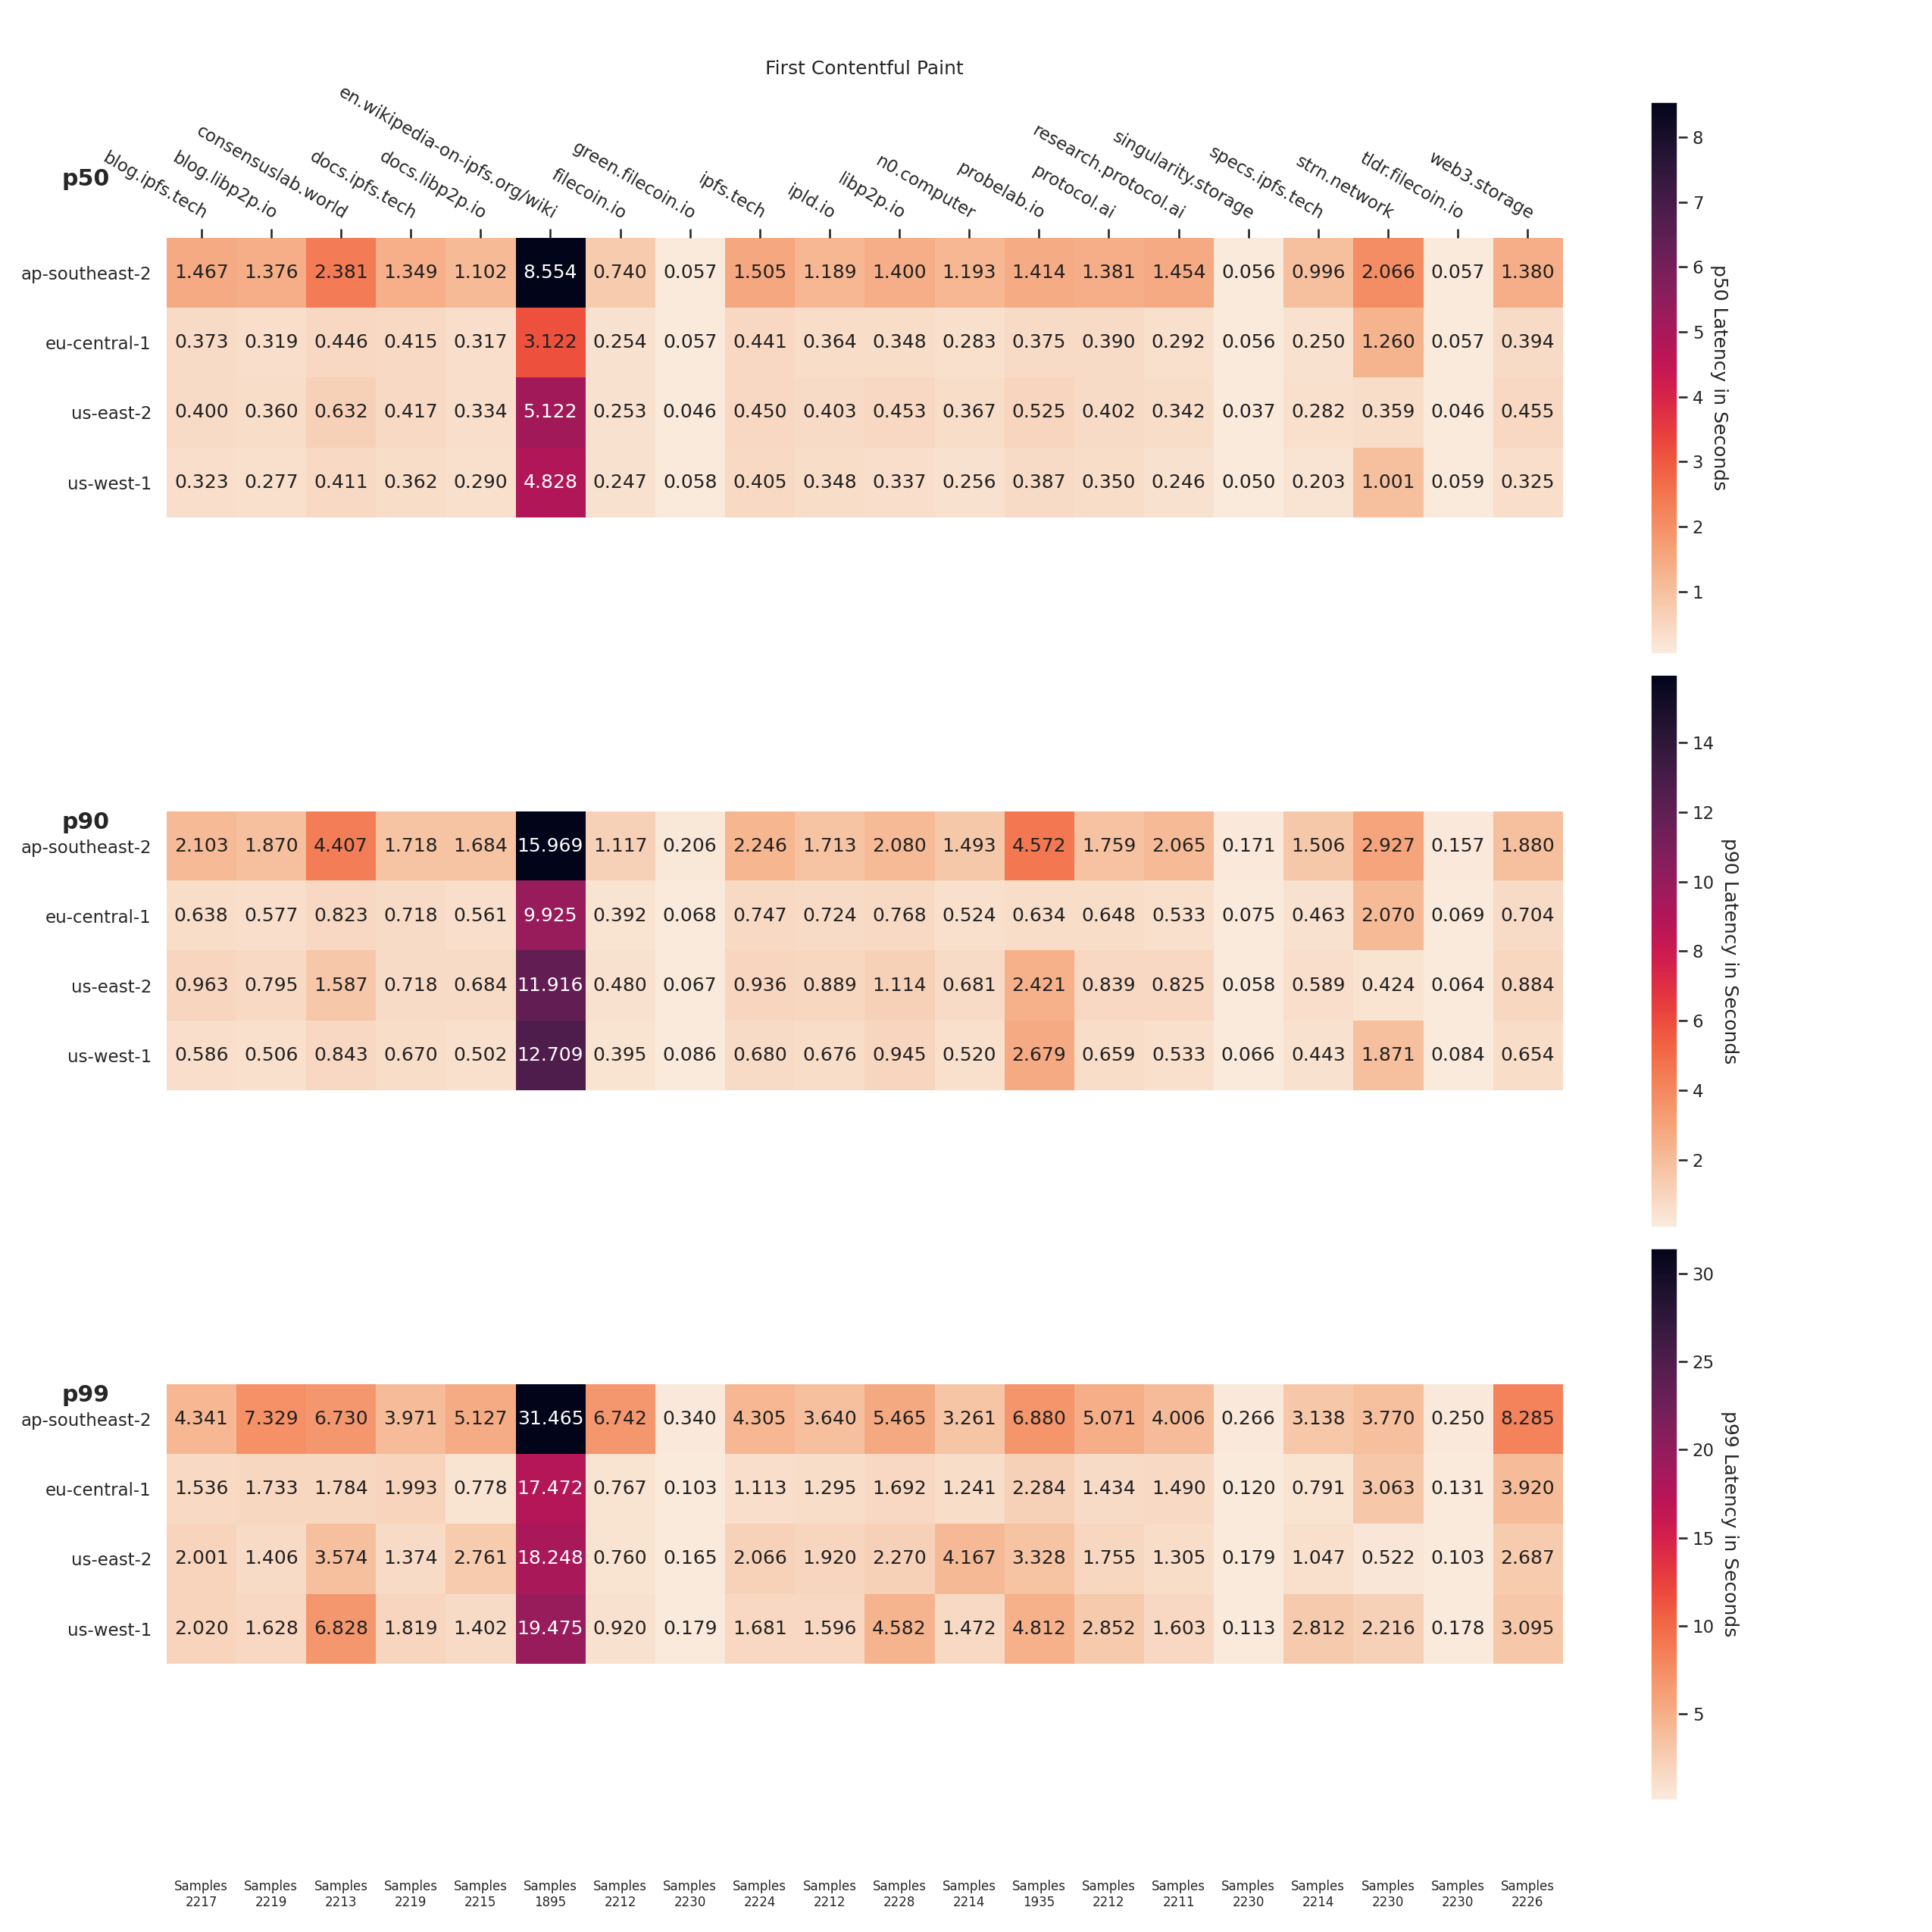 First Contentful Paint
p50
blog.ipfs.tech
blog.libp2p.io
consensuslab.world
docs.ipfs.tech
docs.libp2p.io
en.wikipedia-on-ipfs.org/wiki
filecoin.io
green.filecoin.io
ipfs.tech
ipld.io
libp2p.io
n0.computer
probelab.io
protocol.ai
research.protocol.ai
singularity.storage
specs.ipfs.tech
strn.network
tldr.filecoin.io
web3.storage
ap-southeast-2 1.467 1.376 2.381 1.349 1.102 8.554 0.740 0.057 1.505 1.189 1.400 1.193 1.414 1.381 1.454 0.056 0.996 2.066 0.057 1.380
eu-central-1 0.373 0.319 0.446 0.415 0.317 3.122 0.254 0.057 0.441 0.364 0.348 0.283 0.375 0.390 0.292 0.056 0.250 1.260 0.057 0.394
us-east-2 0.400 0.360 0.632 0.417 0.334 5.122 0.253 0.046 0.450 0.403 0.453 0.367 0.525 0.402 0.342 0.037 0.282 0.359 0.046 0.455
us-west-1 0.323 0.277 0.411 0.362 0.290 4.828 0.247 0.058 0.405 0.348 0.337 0.256 0.387 0.350 0.246 0.050 0.203 1.001 0.059 0.325
8
7
6
5
4
3
2
1
p50 Latency in Seconds
p90
ap-southeast-2 2.103 1.870 4.407 1.718 1.684 15.969 1.117 0.206 2.246 1.713 2.080 1.493 4.572 1.759 2.065 0.171 1.506 2.927 0.157 1.880
eu-central-1 0.638 0.577 0.823 0.718 0.561 9.925 0.392 0.068 0.747 0.724 0.768 0.524 0.634 0.648 0.533 0.075 0.463 2.070 0.069 0.704
us-east-2 0.963 0.795 1.587 0.718 0.684 11.916 0.480 0.067 0.936 0.889 1.114 0.681 2.421 0.839 0.825 0.058 0.589 0.424 0.064 0.884
us-west-1 0.586 0.506 0.843 0.670 0.502 12.709 0.395 0.086 0.680 0.676 0.945 0.520 2.679 0.659 0.533 0.066 0.443 1.871 0.084 0.654
14
12
10
8
6
4
2
p90 Latency in Seconds
p99
ap-southeast-2 4.341 7.329 6.730 3.971 5.127 31.465 6.742 0.340 4.305 3.640 5.465 3.261 6.880 5.071 4.006 0.266 3.138 3.770 0.250 8.285
eu-central-1 1.536 1.733 1.784 1.993 0.778 17.472 0.767 0.103 1.113 1.295 1.692 1.241 2.284 1.434 1.490 0.120 0.791 3.063 0.131 3.920
us-east-2 2.001 1.406 3.574 1.374 2.761 18.248 0.760 0.165 2.066 1.920 2.270 4.167 3.328 1.755 1.305 0.179 1.047 0.522 0.103 2.687
us-west-1 2.020 1.628 6.828 1.819 1.402 19.475 0.920 0.179 1.681 1.596 4.582 1.472 4.812 2.852 1.603 0.113 2.812 2.216 0.178 3.095
30
25
20
15
10
5
p99 Latency in Seconds
Samples Samples Samples Samples Samples Samples Samples Samples Samples Samples Samples Samples Samples Samples Samples Samples Samples Samples Samples Samples
2217 2219 2213 2219 2215 1895 2212 2230 2224 2212 2228 2214 1935 2212 2211 2230 2214 2230 2230 2226